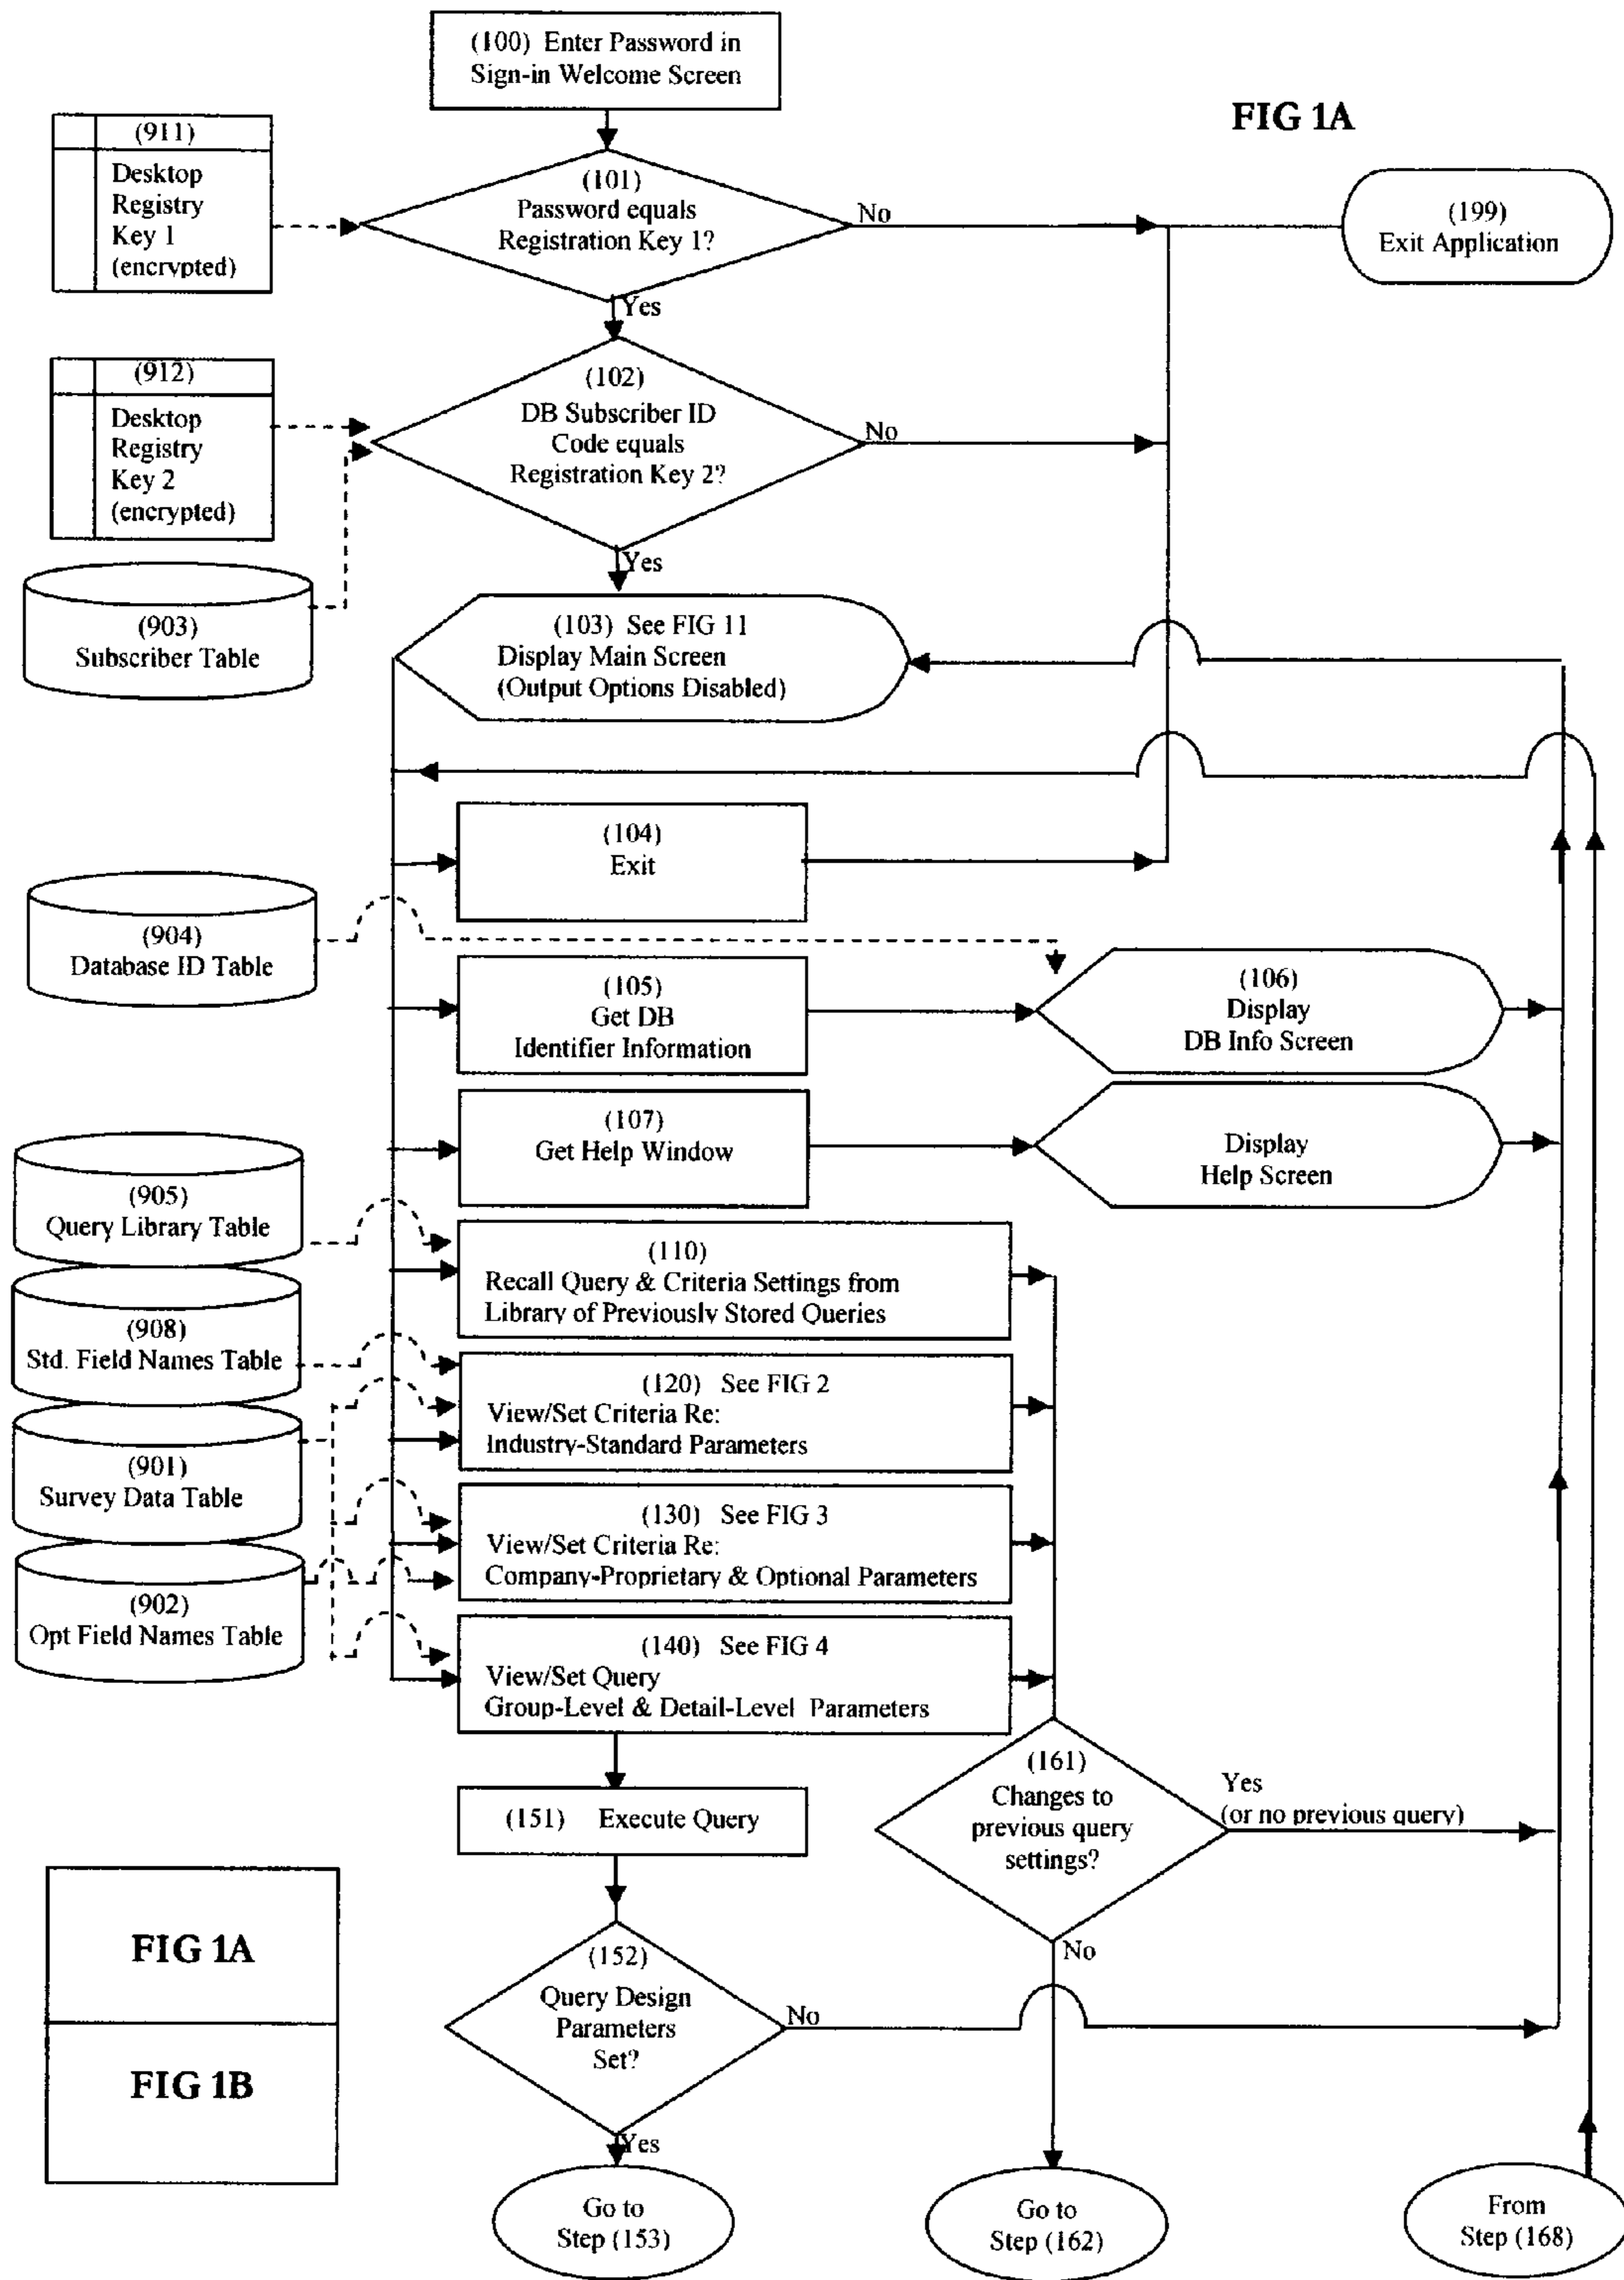 (100) Enter Password in
Sign-in Welcome Screen
FIG 1A
(911)
Desktop
Registry
Key 1
(encrypted)
(101)
Password equals
Registration Key 1?
No
(199)
Exit Application
Yes
(912)
Desktop
Registry
Key 2
(encrypted)
(102)
DB Subscriber ID
Code equals
Registration Key 2?
No
Yes
(903)
Subscriber Table
(103) See FIG 11
Display Main Screen
(Output Options Disabled)
(104)
Exit
(904)
Database ID Table
(105)
Get DB
Identifier Information
(106)
Display
DB Info Screen
(107)
Get Help Window
Display
Help Screen
(905)
Query Library Table
(110)
Recall Query & Criteria Settings from
Library of Previously Stored Queries
(908)
Std. Field Names Table
(120) See FIG 2
View/Set Criteria Re:
Industry-Standard Parameters
(901)
Survey Data Table
(130) See FIG 3
View/Set Criteria Re:
Company-Proprietary & Optional Parameters
(902)
Opt Field Names Table
(140) See FIG 4
View/Set Query
Group-Level & Detail-Level Parameters
(161)
Changes to
previous query
settings?
Yes
(or no previous query)
No
(151) Execute Query
(152)
Query Design
Parameters
Set?
No
Yes
FIG 1A
FIG 1B
Go to
Step (153)
Go to
Step (162)
From
Step (168)